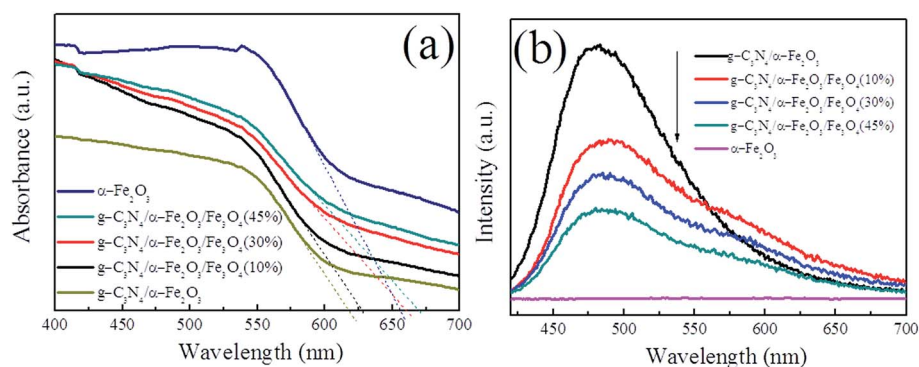 (a)
Absorbance (a.u.)
α−Fe₂O₃
g−C₃N₄/α−Fe₂O₃/Fe₃O₄(45%)
g−C₃N₄/α−Fe₂O₃/Fe₃O₄(30%)
g−C₃N₄/α−Fe₂O₃/Fe₃O₄(10%)
g−C₃N₄/α−Fe₂O₃
400 450 500 550 600 650 700
Wavelength (nm)
(b)
Intensity (a.u.)
g−C₃N₄/α−Fe₂O₃
g−C₃N₄/α−Fe₂O₃/Fe₃O₄(10%)
g−C₃N₄/α−Fe₂O₃/Fe₃O₄(30%)
g−C₃N₄/α−Fe₂O₃/Fe₃O₄(45%)
α−Fe₂O₃
450 500 550 600 650 700
Wavelength (nm)